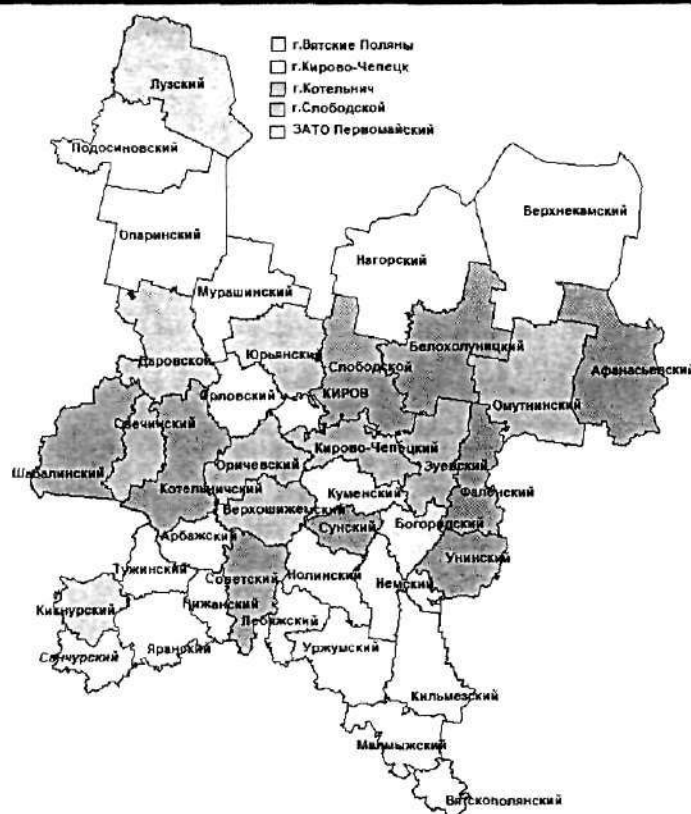 г.Вятские Поляны
г.Кирово-Чепецк
г.Котельнич
г.Слободской
ЗАТО Первомайский
Лузский
Подосиновский
Опаринский
Верхнекамский
Нагорский
Мурашинский
Даровской
Юрьянский
Слободской
Белохолуницкий
Афанасьевский
КИРОВ
Орловский
Омутнинский
Свечинский
Шабалинский
Котельничский
Оричевский
Кирово-Чепецкий
Зуевский
Куменский
Фаленский
Верхошижемский
Сунский
Богородский
Арбажский
Унинский
Тужинский
Советский
Нолинский
Немский
Кикнурский
Пижанский
Лебяжский
Санчурский
Яранский
Уржумский
Кильмезский
Малмыжский
Вятскополянский